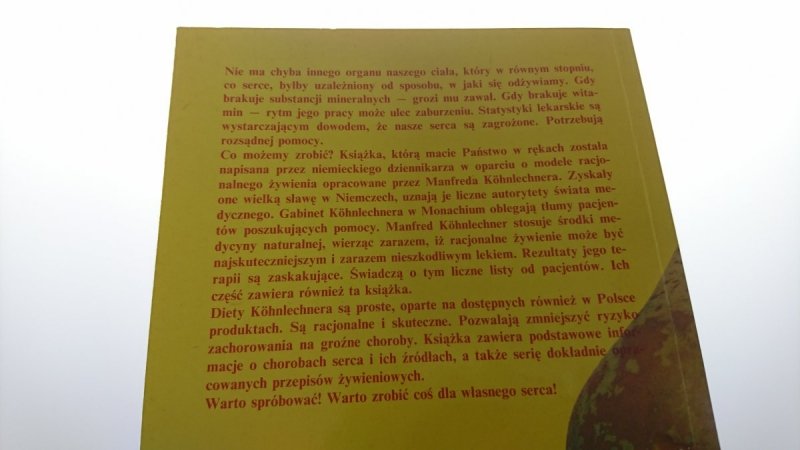 Nie ma chyba innego organu naszego ciała, który w równym stopniu,
co serce, byłby uzależniony od sposobu, w jaki się odżywiamy. Gdy
brakuje substancji mineralnych — grozi mu zawał. Gdy brakuje wita-
min — rytm jego pracy może ulec zaburzeniu. Statystyki lekarskie są
wystarczającym dowodem, że nasze serca są zagrożone. Potrzebują
rozsądnej pomocy.
Co możemy zrobić? Książka, którą macie Państwo w rękach została
napisana przez niemieckiego dziennikarza w oparciu o modele racjo-
nalnego żywienia opracowane przez Manfreda Köhnlechnera. Zyskały
one wielką sławę w Niemczech, uznają je liczne autorytety świata me-
dycznego. Gabinet Köhnlechnera w Monachium oblegają tłumy pacjen-
tów poszukujących pomocy. Manfred Köhnlechner stosuje środki me-
dycyny naturalnej, wierząc zarazem, iż racjonalne żywienie może być
najskuteczniejszym i zarazem nieszkodliwym lekiem. Rezultaty jego te-
rapii są zaskakujące. Świadczą o tym liczne listy od pacjentów. Ich
część zawiera również ta książka.
Diety Köhnlechnera są proste, oparte na dostępnych również w Polsce
produktach. Są racjonalne i skuteczne. Pozwalają zmniejszyć ryzyko
zachorowania na groźne choroby. Książka zawiera podstawowe infor-
macje o chorobach serca i ich źródłach, a także serię dokładnie opra-
cowanych przepisów żywieniowych.
Warto spróbować! Warto zrobić coś dla własnego serca!